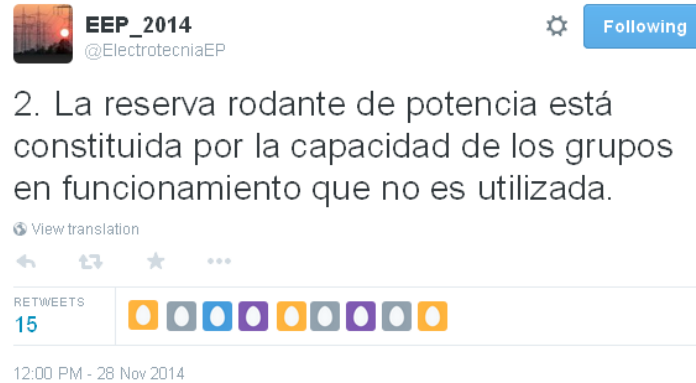 EEP_2014
@ElectrotecniaEP
Following
2. La reserva rodante de potencia está
constituida por la capacidad de los grupos
en funcionamiento que no es utilizada.
View translation
RETWEETS
15
12:00 PM - 28 Nov 2014